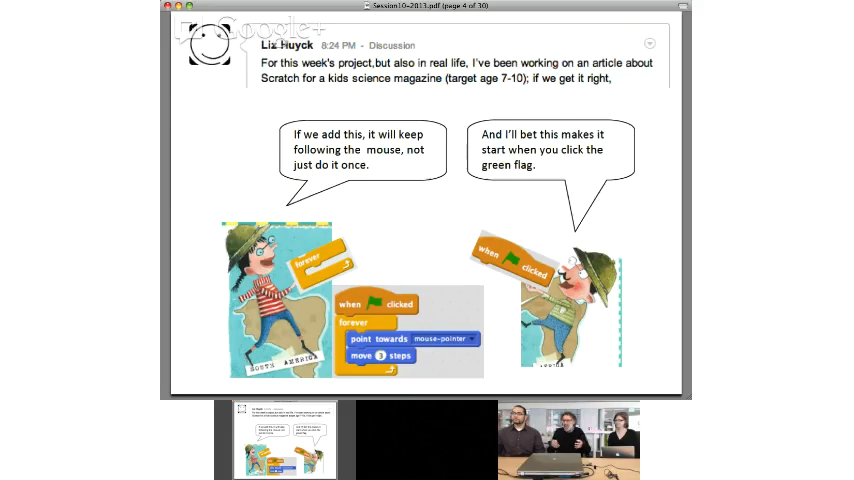 Session10-2013.pdf (page 4 of 30)
Google+
Liz Huyck 8:24 PM - Discussion
For this week's project,but also in real life, I've been working on an article about
Scratch for a kids science magazine (target age 7-10); if we get it right,
If we add this, it will keep
following the mouse, not
just do it once.
And I'll bet this makes it
start when you click the
green flag.
forever
when clicked
when clicked
forever
point towards mouse-pointer
move 3 steps
SOUTH AMERICA